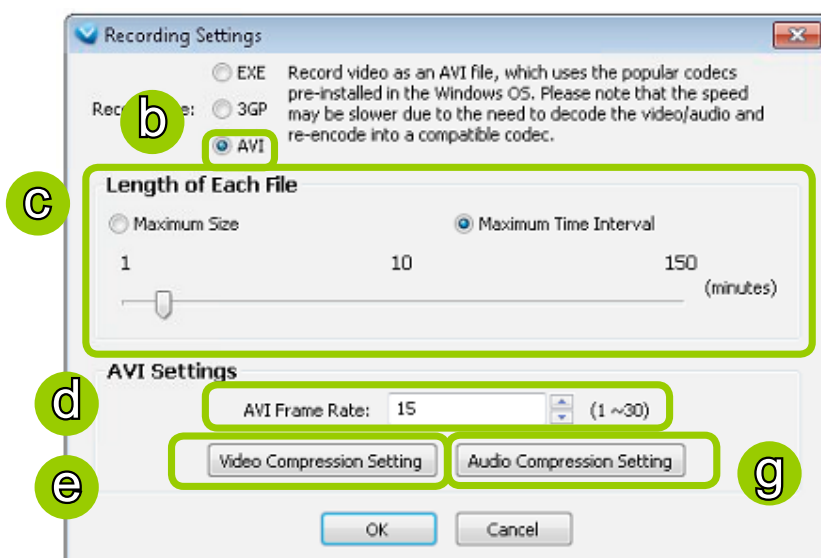 Recording Settings
EXE
Record video as an AVI file, which uses the popular codecs
pre-installed in the Windows OS. Please note that the speed
may be slower due to the need to decode the video/audio and
re-encode into a compatible codec.
b
3GP
AVI
c
Length of Each File
Maximum Size
Maximum Time Interval
1
10
150
(minutes)
AVI Settings
d
AVI Frame Rate: 15 (1 ~30)
e
Video Compression Setting
Audio Compression Setting
g
OK
Cancel